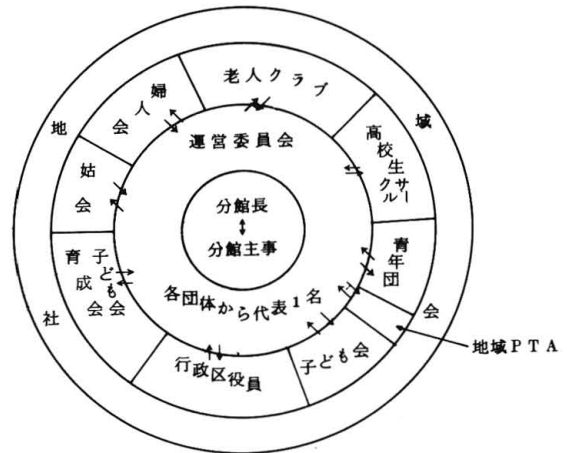 地域社会
老人クラブ
高校生サークル
青年団
地域PTA
子ども会
行政区役員
子ども会育成会
姑会
婦人会
運営委員会
分館長
分館主事
各団体から代表1名